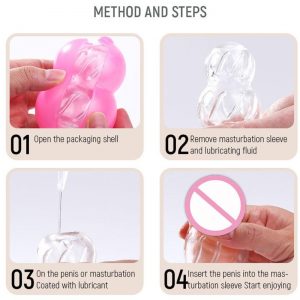 METHOD AND STEPS
01 Open the packaging shell
02 Remove masturbation sleeve
and lubricating fluid
03 On the penis or masturbation
Coated with lubricant
04 Insert the penis into the mas-
turbation sleeve Start enjoying